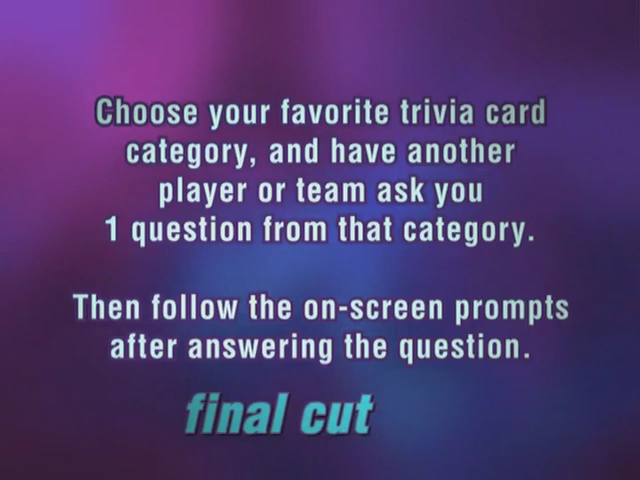 Choose your favorite trivia card
category, and have another
player or team ask you
1 question from that category.
Then follow the on-screen prompts
after answering the question.
final cut